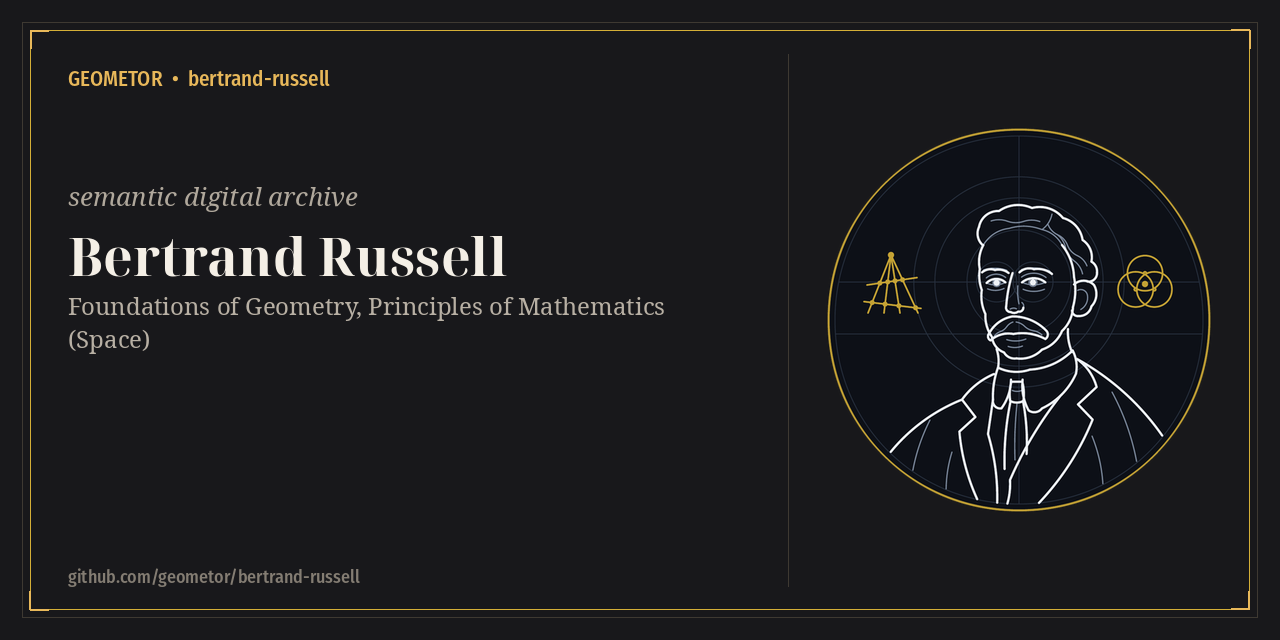 GEOMETOR • bertrand-russell
semantic digital archive
Bertrand Russell
Foundations of Geometry, Principles of Mathematics
(Space)
github.com/geometor/bertrand-russell